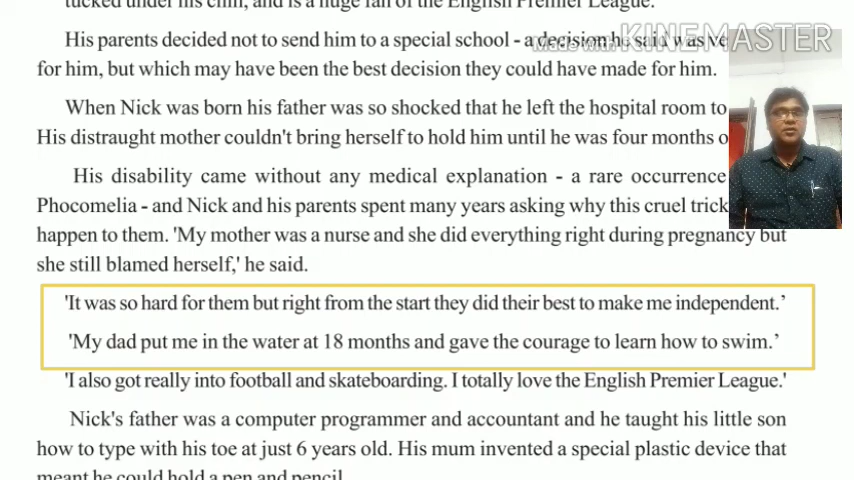 tucked under his chin, and is a huge fan of the English Premier League.
Made with KINEMASTER
His parents decided not to send him to a special school - a decision he said was ve
for him, but which may have been the best decision they could have made for him.
When Nick was born his father was so shocked that he left the hospital room to
His distraught mother couldn't bring herself to hold him until he was four months o
His disability came without any medical explanation - a rare occurrence
Phocomelia - and Nick and his parents spent many years asking why this cruel trick
happen to them. 'My mother was a nurse and she did everything right during pregnancy but
she still blamed herself,' he said.
'It was so hard for them but right from the start they did their best to make me independent.'
'My dad put me in the water at 18 months and gave the courage to learn how to swim.'
'I also got really into football and skateboarding. I totally love the English Premier League.'
Nick's father was a computer programmer and accountant and he taught his little son
how to type with his toe at just 6 years old. His mum invented a special plastic device that
meant he could hold a pen and pencil.